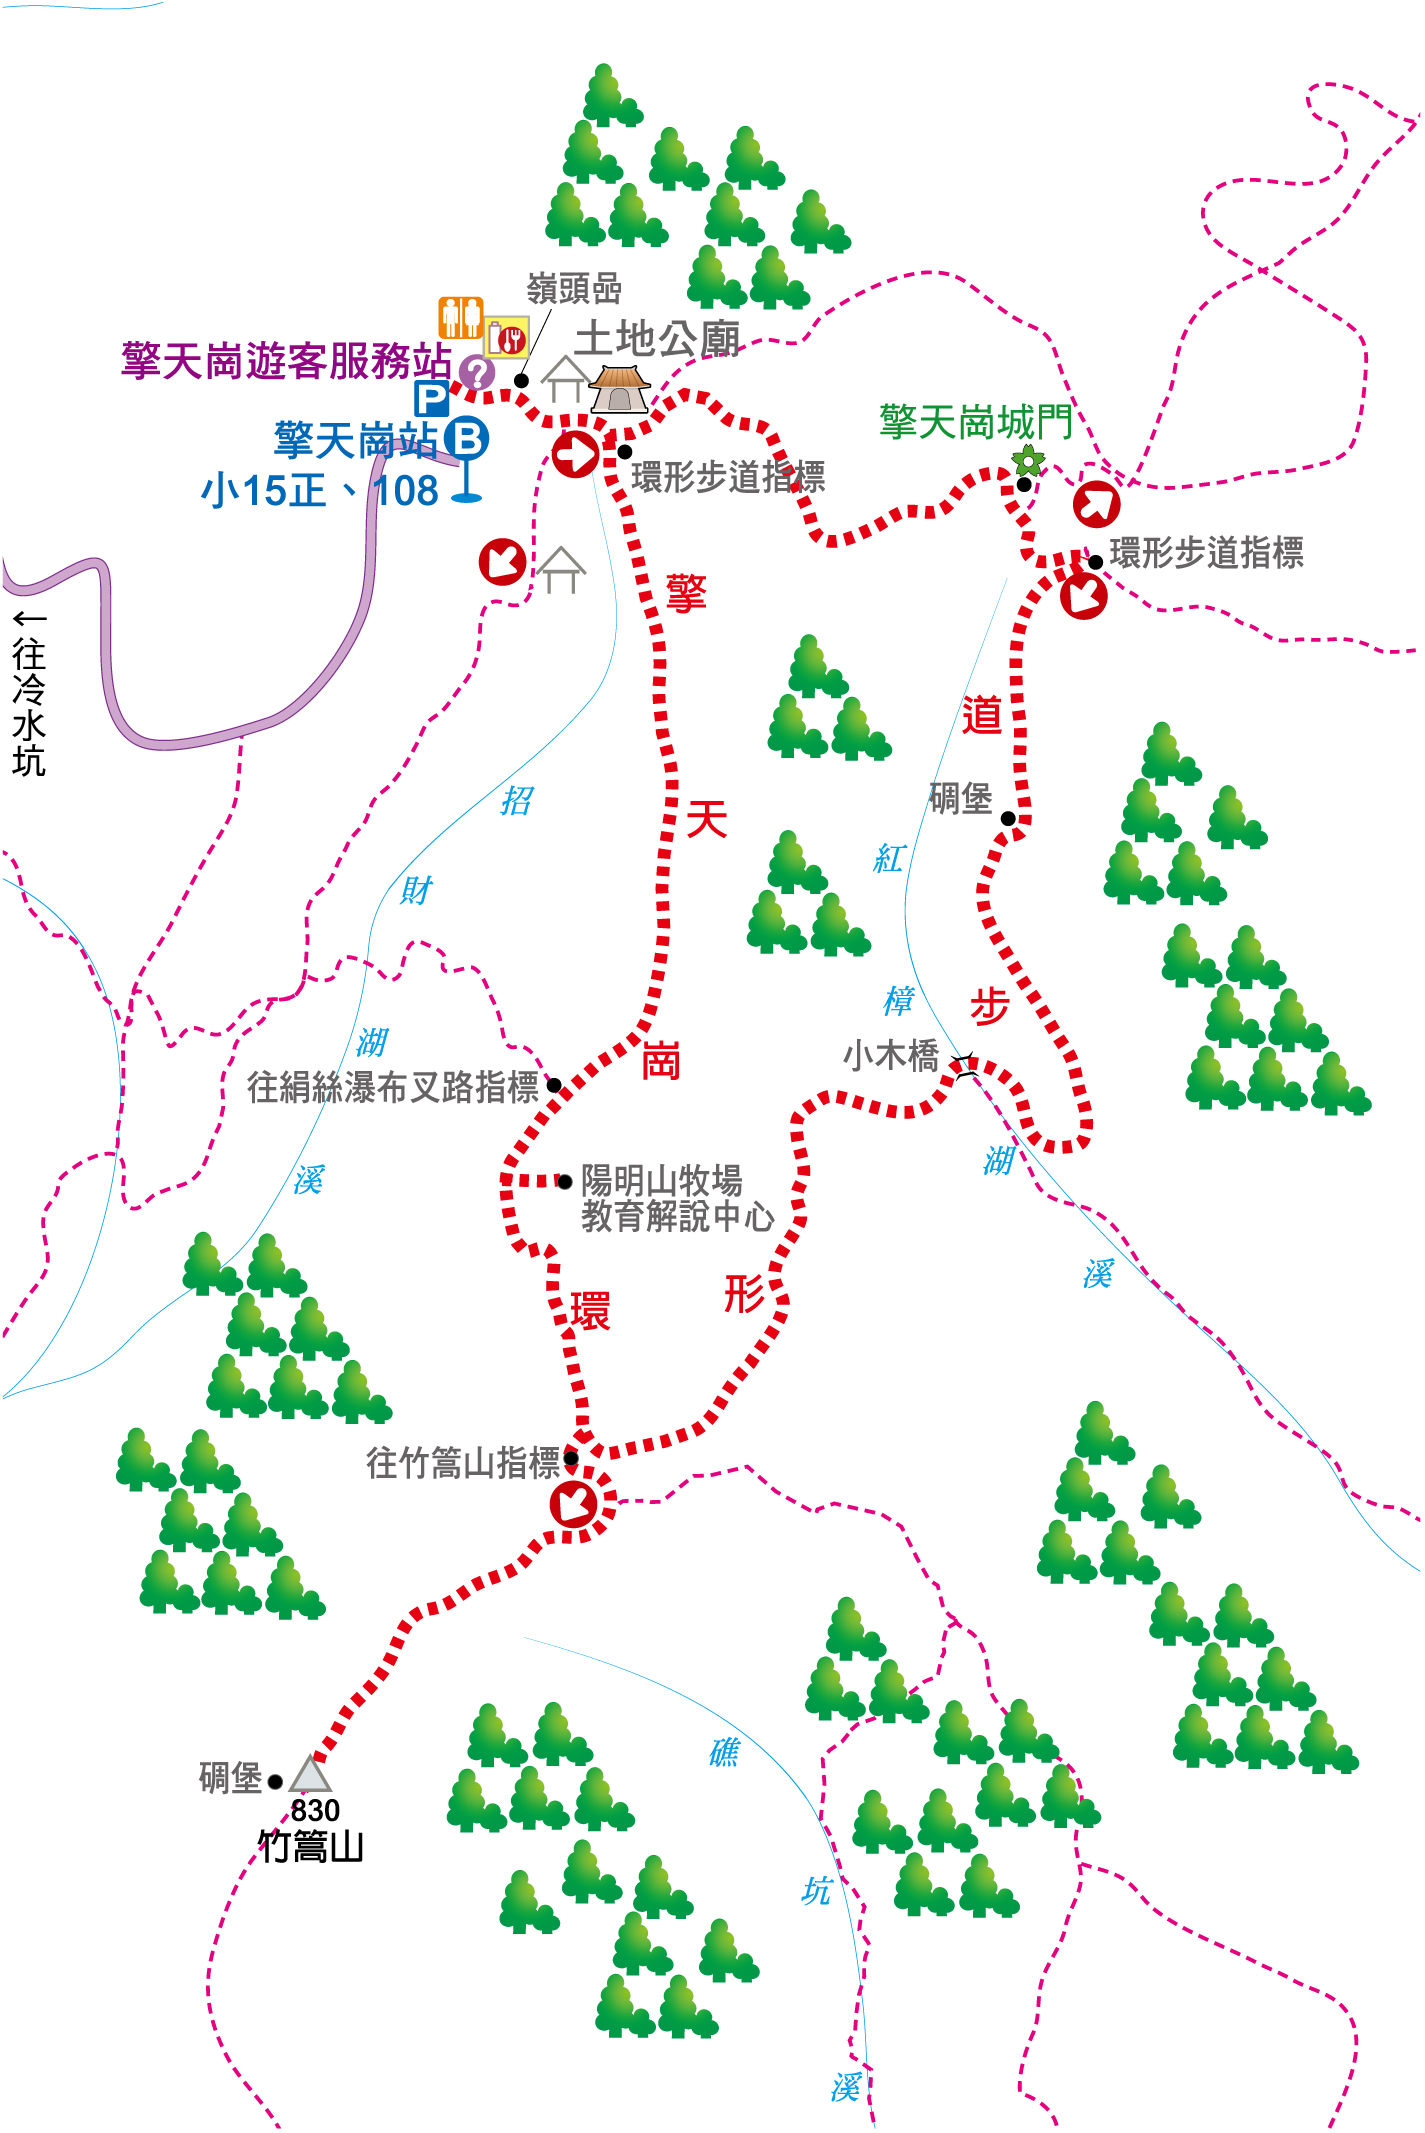 嶺頭嵒
土地公廟
擎天崗遊客服務站
P
?
擎天崗站
B
小15正、108
環形步道指標
擎天崗城門
環形步道指標
←往冷水坑
擎天崗環形步道
碉堡
招財湖溪
紅樟湖溪
小木橋
往絹絲瀑布叉路指標
陽明山牧場
教育解說中心
往竹篙山指標
碉堡
830
竹篙山
礁坑溪